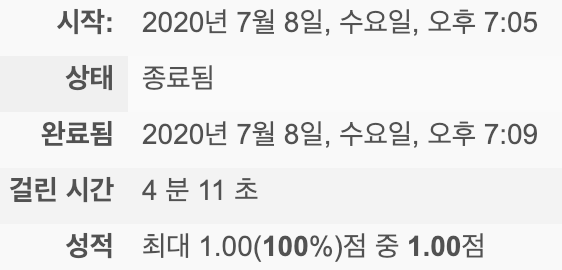 시작: 2020년 7월 8일, 수요일, 오후 7:05
상태 종료됨
완료됨 2020년 7월 8일, 수요일, 오후 7:09
걸린 시간 4 분 11 초
성적 최대 1.00(100%)점 중 1.00점